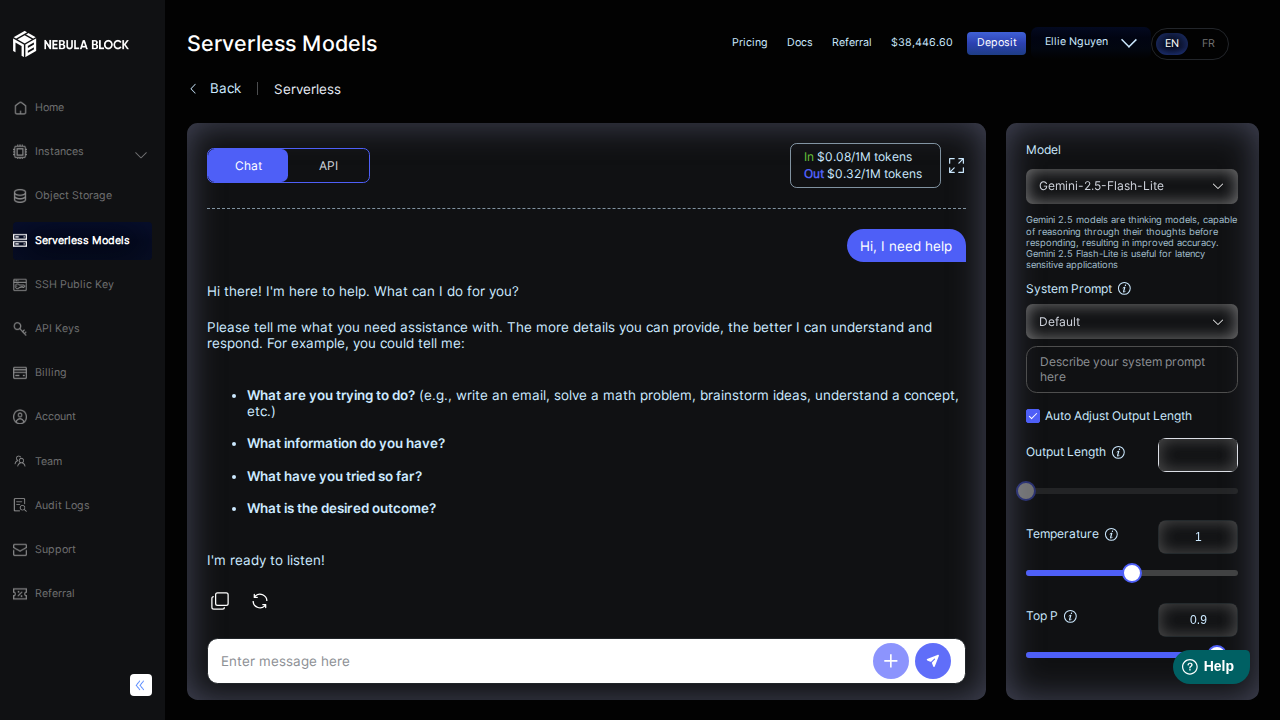 NEBULA BLOCK
Home
Instances
Object Storage
Serverless Models
SSH Public Key
API Keys
Billing
Account
Team
Audit Logs
Support
Referral
Serverless Models
Pricing
Docs
Referral
$38,446.60
Deposit
Ellie Nguyen
EN
FR
Back
Serverless
Chat
API
In $0.08/1M tokens
Out $0.32/1M tokens
Hi, I need help
Hi there! I'm here to help. What can I do for you?
Please tell me what you need assistance with. The more details you can provide, the better I can understand and
respond. For example, you could tell me:
• What are you trying to do? (e.g., write an email, solve a math problem, brainstorm ideas, understand a concept,
etc.)
• What information do you have?
• What have you tried so far?
• What is the desired outcome?
I'm ready to listen!
Enter message here
Model
Gemini-2.5-Flash-Lite
Gemini 2.5 models are thinking models, capable
of reasoning through their thoughts before
responding, resulting in improved accuracy.
Gemini 2.5 Flash-Lite is useful for latency
sensitive applications
System Prompt
Default
Describe your system prompt
here
Auto Adjust Output Length
Output Length
Temperature
1
Top P
0.9
Help